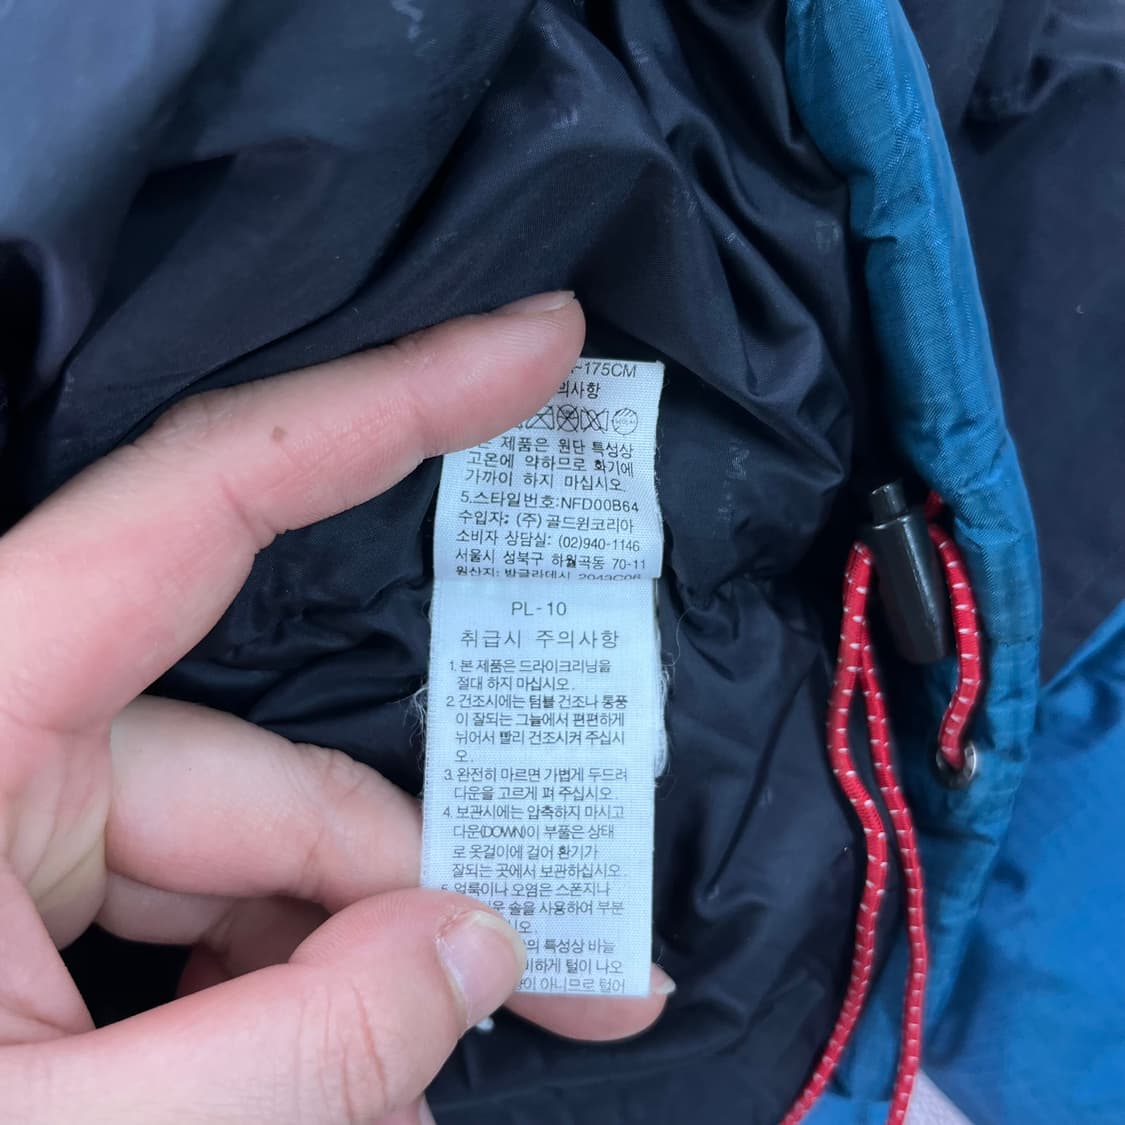 ~175CM
의사항
제품은 원단 특성상
고온에 약하므로 화기에
가까이 하지 마십시오
5.스타일번호:NFD00B64
수입자: (주) 골드윈코리아
소비자 상담실: (02)940-1146
서울시 성북구 하월곡동 70-11
원산지: 방글라데시
PL-10
취급시 주의사항
1. 본 제품은 드라이크리닝을
절대 하지 마십시오.
2. 건조시에는 텀블 건조나 통풍
이 잘되는 그늘에서 편편하게
뉘어서 빨리 건조시켜 주십시
오.
3. 완전히 마르면 가볍게 두드려
다운을 고르게 펴 주십시오.
4. 보관시에는 압축하지 마시고
다운(DOWN)이 부풀은 상태
로 옷걸이에 걸어 환기가
잘되는 곳에서 보관하십시오.
5. 얼룩이나 오염은 스폰지나
솔을 사용하여 부분
시오.
의 특성상 바늘
비하게 털이 나오
이 아니므로 털어